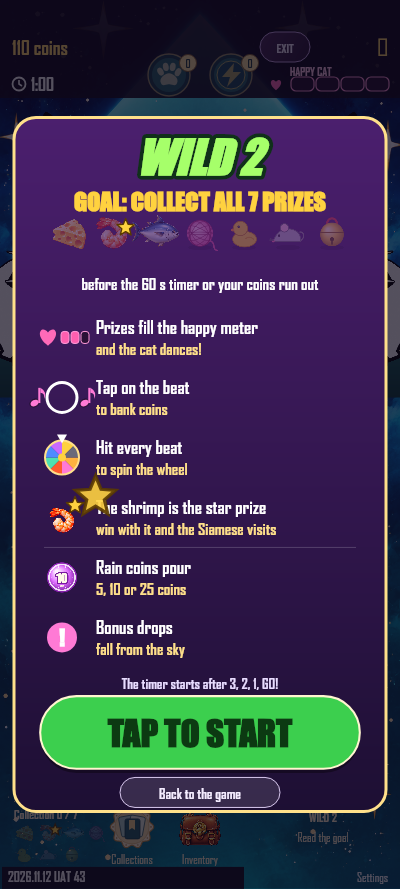 110 coins
0
0
EXIT
1:00
HAPPY CAT
WILD 2
GOAL: COLLECT ALL 7 PRIZES
before the 60 s timer or your coins run out
Prizes fill the happy meter
and the cat dances!
Tap on the beat
to bank coins
Hit every beat
to spin the wheel
The shrimp is the star prize
win with it and the Siamese visits
10
Rain coins pour
5, 10 or 25 coins
!
Bonus drops
fall from the sky
The timer starts after 3, 2, 1, GO!
TAP TO START
Back to the game
Collection 0 / 7
WILD 2
Read the goal
Collections
Inventory
2026.11.12 UAT 43
Settings